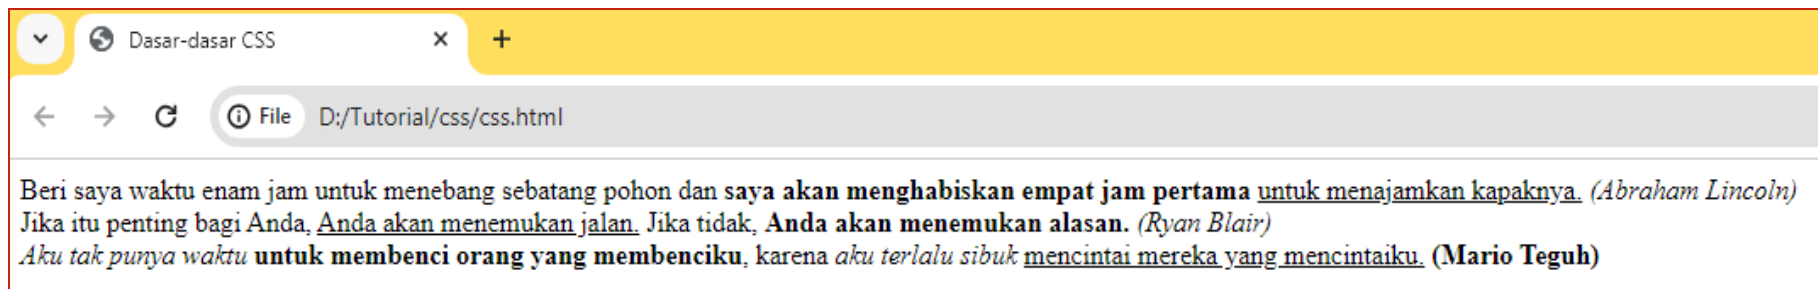 Dasar-dasar CSS
File D:/Tutorial/css/css.html
Beri saya waktu enam jam untuk menebang sebatang pohon dan saya akan menghabiskan empat jam pertama untuk menajamkan kapaknya. (Abraham Lincoln)
Jika itu penting bagi Anda, Anda akan menemukan jalan. Jika tidak, Anda akan menemukan alasan. (Ryan Blair)
Aku tak punya waktu untuk membenci orang yang membenciku, karena aku terlalu sibuk mencintai mereka yang mencintaiku. (Mario Teguh)